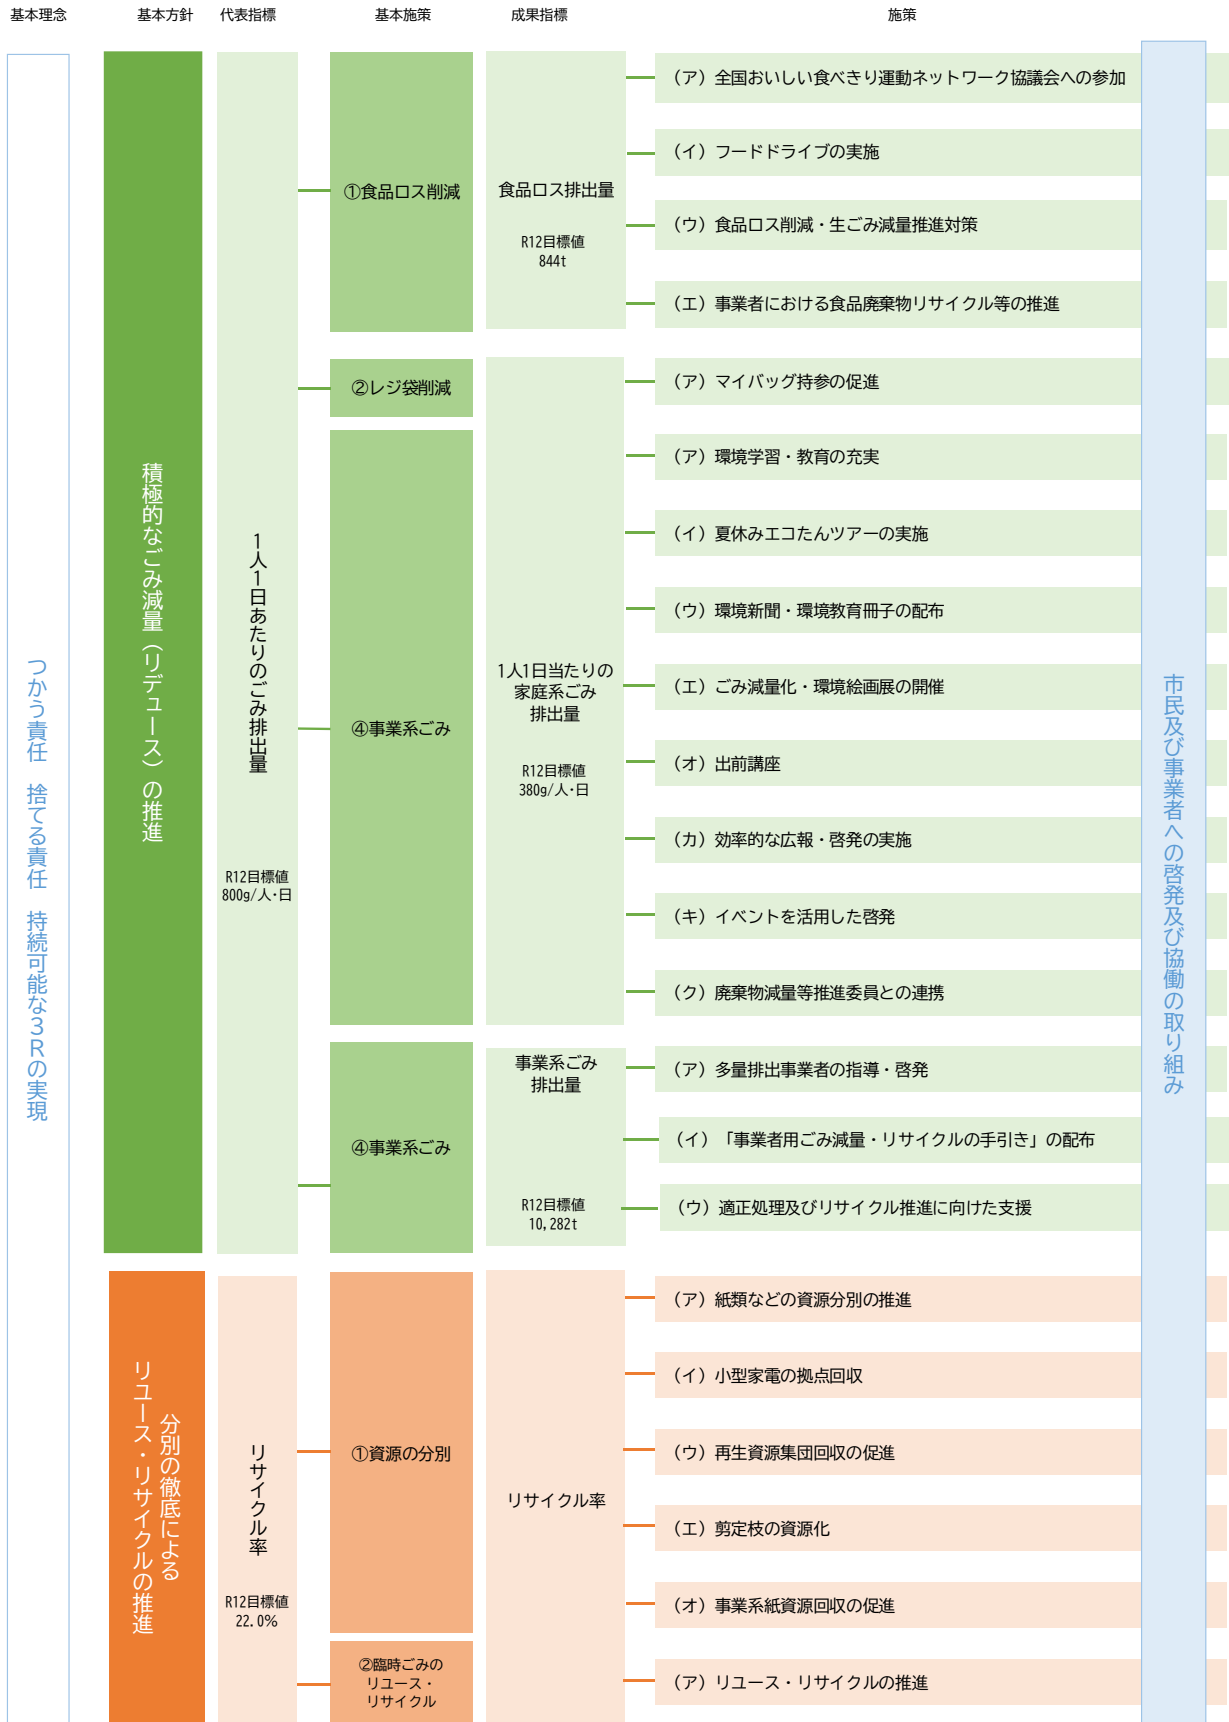 基本理念
基本方針
代表指標
基本施策
成果指標
施策
つかう責任　捨てる責任　持続可能な３Ｒの実現
積極的なごみ減量（リデュース）の推進
1人1日あたりのごみ排出量
R12目標値
800g/人・日
①食品ロス削減
食品ロス排出量
R12目標値
844t
（ア）全国おいしい食べきり運動ネットワーク協議会への参加
（イ）フードドライブの実施
（ウ）食品ロス削減・生ごみ減量推進対策
（エ）事業者における食品廃棄物リサイクル等の推進
②レジ袋削減
（ア）マイバッグ持参の促進
④事業系ごみ
1人1日当たりの
家庭系ごみ
排出量
R12目標値
380g/人・日
（ア）環境学習・教育の充実
（イ）夏休みエコたんツアーの実施
（ウ）環境新聞・環境教育冊子の配布
（エ）ごみ減量化・環境絵画展の開催
（オ）出前講座
（カ）効率的な広報・啓発の実施
（キ）イベントを活用した啓発
（ク）廃棄物減量等推進委員との連携
④事業系ごみ
事業系ごみ
排出量
R12目標値
10,282t
（ア）多量排出事業者の指導・啓発
（イ）「事業者用ごみ減量・リサイクルの手引き」の配布
（ウ）適正処理及びリサイクル推進に向けた支援
分別の徹底による
リユース・リサイクルの推進
リサイクル率
R12目標値
22.0%
①資源の分別
リサイクル率
（ア）紙類などの資源分別の推進
（イ）小型家電の拠点回収
（ウ）再生資源集団回収の促進
（エ）剪定枝の資源化
（オ）事業系紙資源回収の促進
②臨時ごみの
リユース・
リサイクル
（ア）リユース・リサイクルの推進
市民及び事業者への啓発及び協働の取り組み